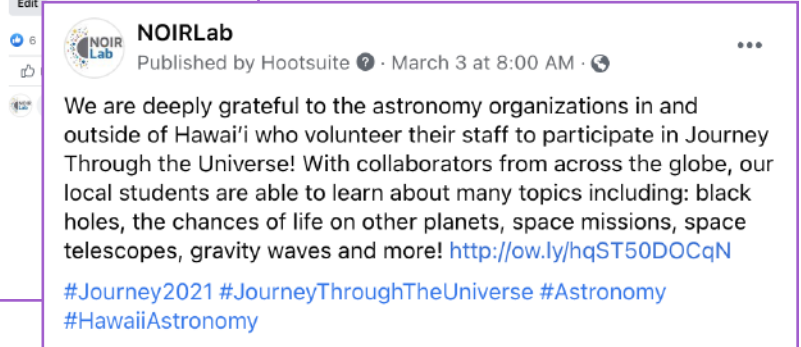 Edit
6
NOIRLab
NOIR
Lab
Published by Hootsuite ? · March 3 at 8:00 AM ·
We are deeply grateful to the astronomy organizations in and
outside of Hawai'i who volunteer their staff to participate in Journey
Through the Universe! With collaborators from across the globe, our
local students are able to learn about many topics including: black
holes, the chances of life on other planets, space missions, space
telescopes, gravity waves and more! http://ow.ly/hqST50DOCqN
#Journey2021 #JourneyThroughTheUniverse #Astronomy
#HawaiiAstronomy